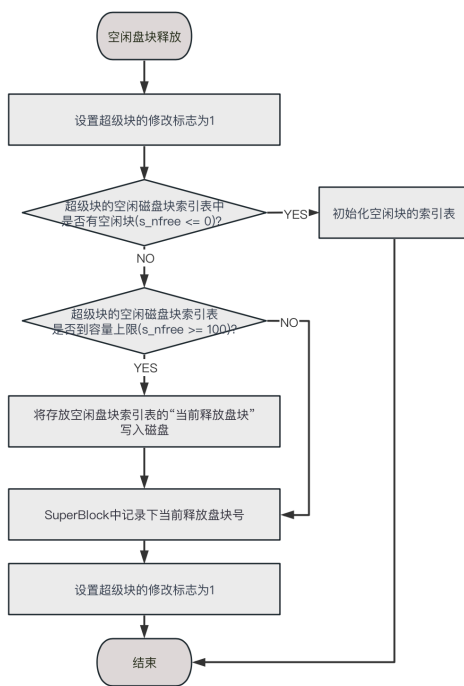 空闲盘块释放
设置超级块的修改标志为1
超级块的空闲磁盘块索引表中
是否有空闲块(s_nfree <= 0)?
YES
初始化空闲块的索引表
NO
超级块的空闲磁盘块索引表
是否到容量上限(s_nfree >= 100)?
NO
YES
将存放空闲盘块索引表的“当前释放盘块”
写入磁盘
SuperBlock中记录下当前释放盘块号
设置超级块的修改标志为1
结束